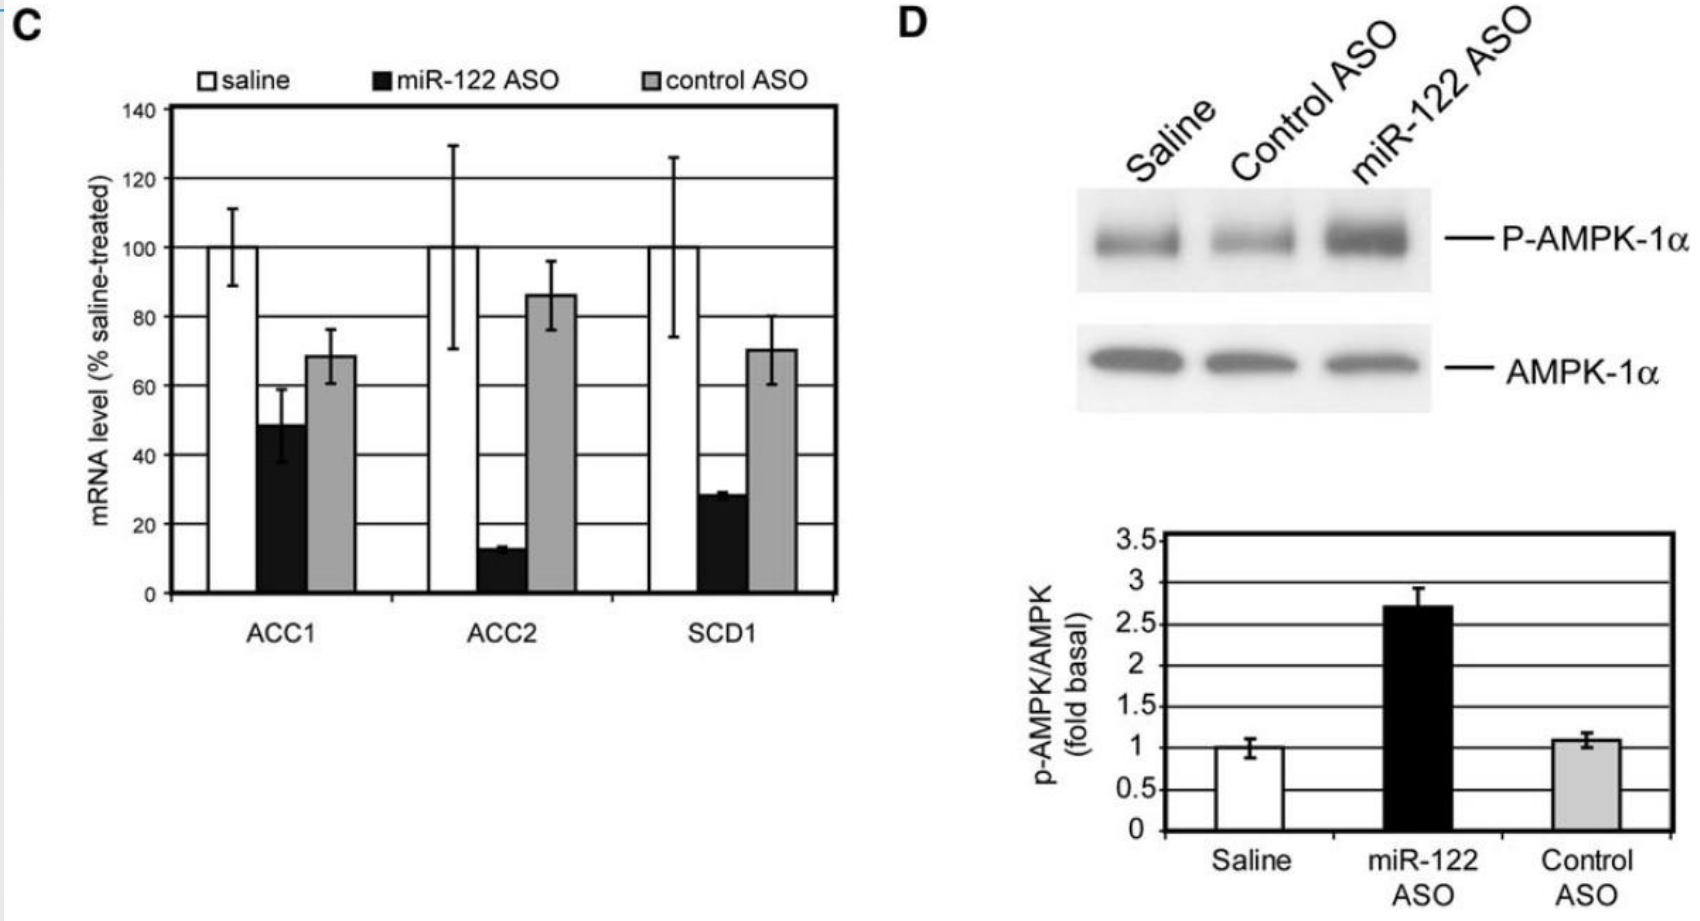 C
saline miR-122 ASO control ASO
mRNA level (% saline-treated)
140
120
100
80
60
40
20
0
ACC1 ACC2 SCD1
D
Saline
Control ASO
miR-122 ASO
P-AMPK-1α
AMPK-1α
p-AMPK/AMPK
(fold basal)
3.5
3
2.5
2
1.5
1
0.5
0
Saline miR-122 Control
ASO ASO